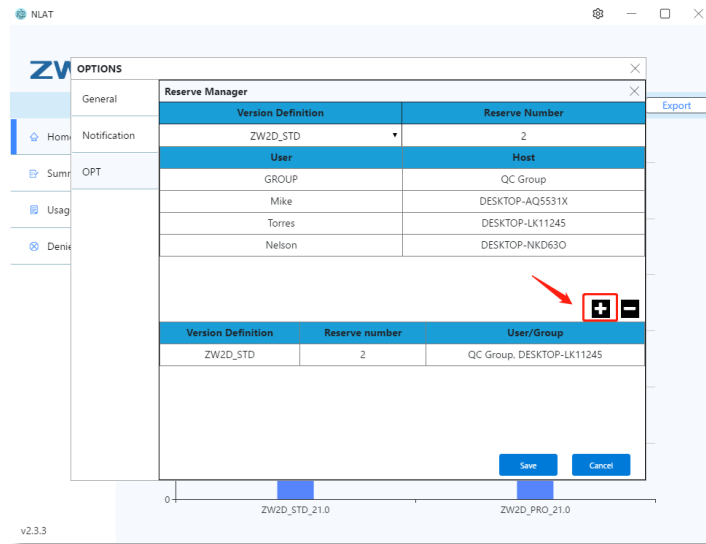 NLAT
ZW
OPTIONS
General
Notification
OPT
Reserve Manager
Export
Version Definition Reserve Number
ZW2D_STD 2
User Host
GROUP QC Group
Mike DESKTOP-AQ5531X
Torres DESKTOP-LK11245
Nelson DESKTOP-NKD63O
Version Definition Reserve number User/Group
ZW2D_STD 2 QC Group, DESKTOP-LK11245
Save Cancel
Hom
Sumr
Usag
Denie
0
ZW2D_STD_21.0 ZW2D_PRO_21.0
v2.3.3